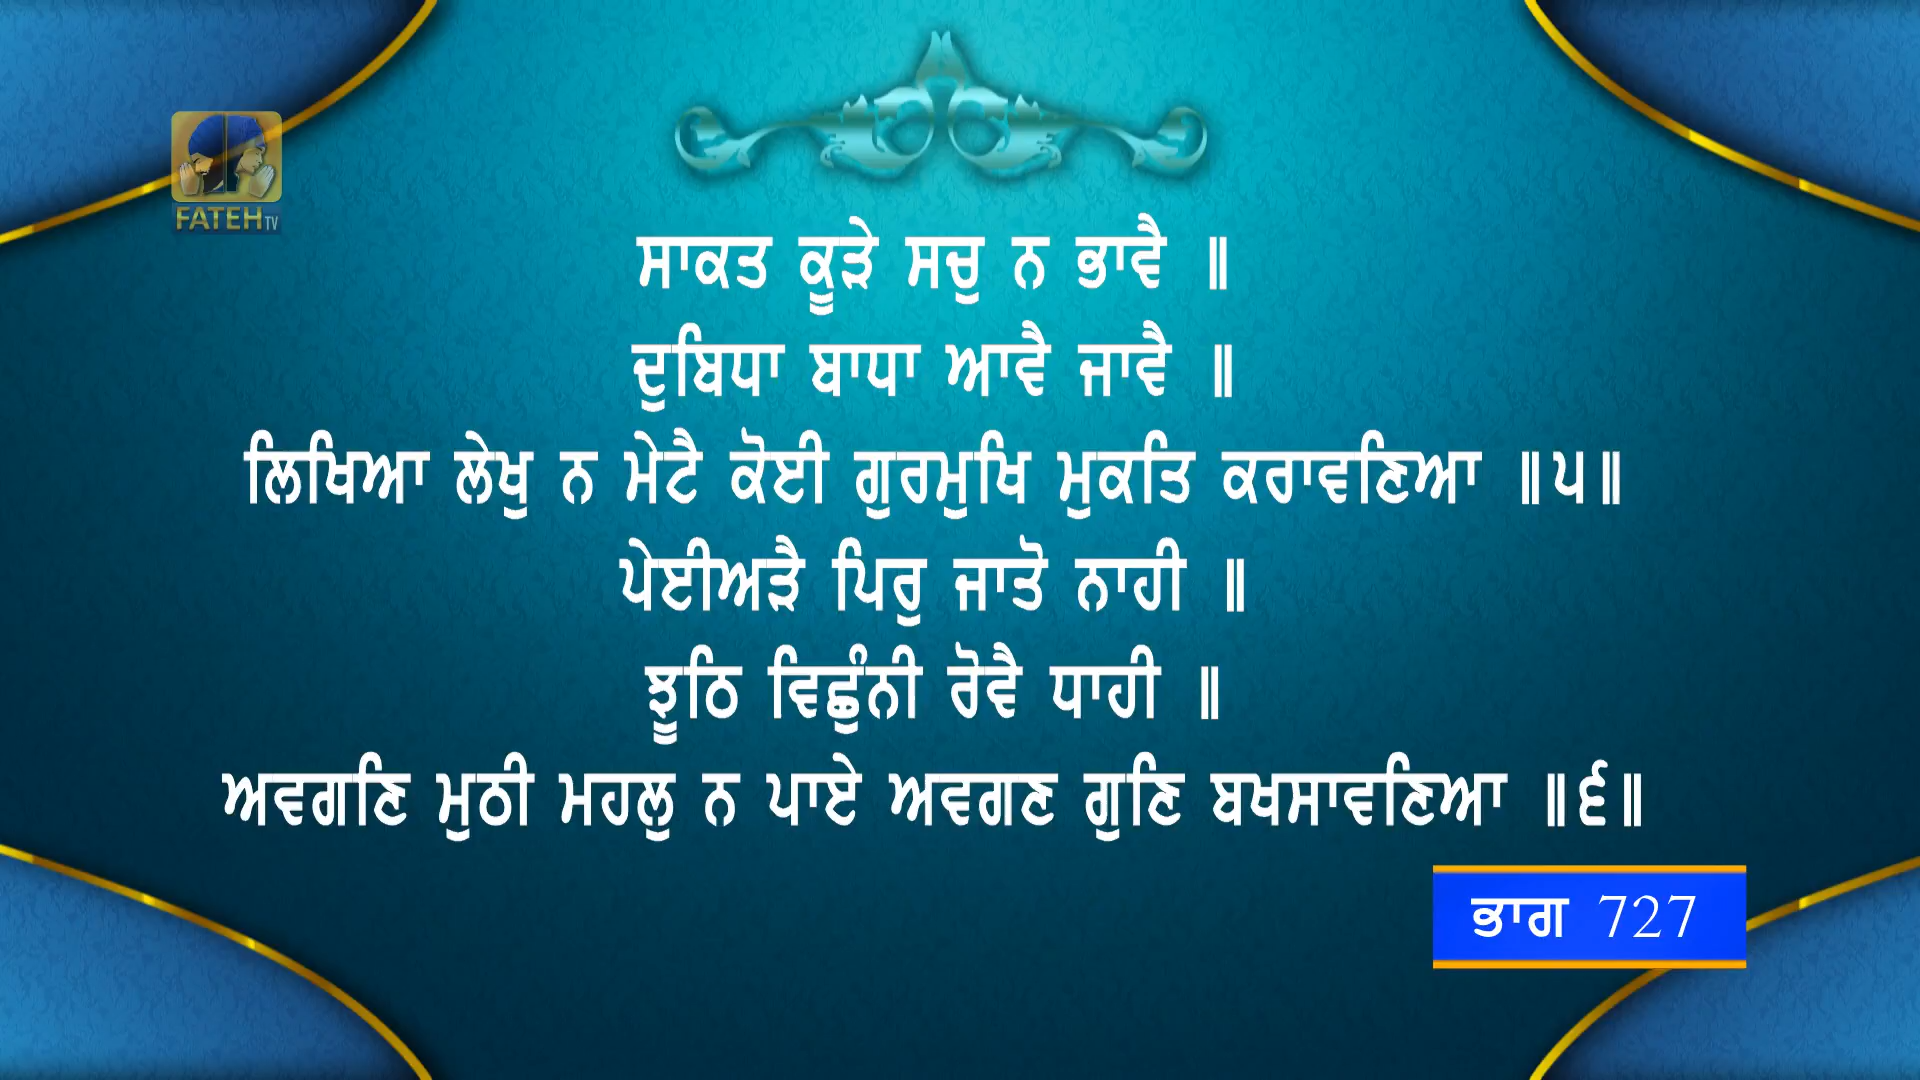 FATEH TV
ਸਾਕਤ ਕੂੜੇ ਸਚੁ ਨ ਭਾਵੈ ॥
ਦੁਬਿਧਾ ਬਾਧਾ ਆਵੈ ਜਾਵੈ ॥
ਲਿਖਿਆ ਲੇਖੁ ਨ ਮੇਟੈ ਕੋਈ ਗੁਰਮੁਖਿ ਮੁਕਤਿ ਕਰਾਵਣਿਆ ॥੫॥
ਪੇਈਅੜੈ ਪਿਰੁ ਜਾਤੋ ਨਾਹੀ ॥
ਝੂਠਿ ਵਿਛੁੰਨੀ ਰੋਵੈ ਧਾਹੀ ॥
ਅਵਗਣਿ ਮੁਠੀ ਮਹਲੁ ਨ ਪਾਏ ਅਵਗਣ ਗੁਣਿ ਬਖਸਾਵਣਿਆ ॥੬॥
ਭਾਗ 727